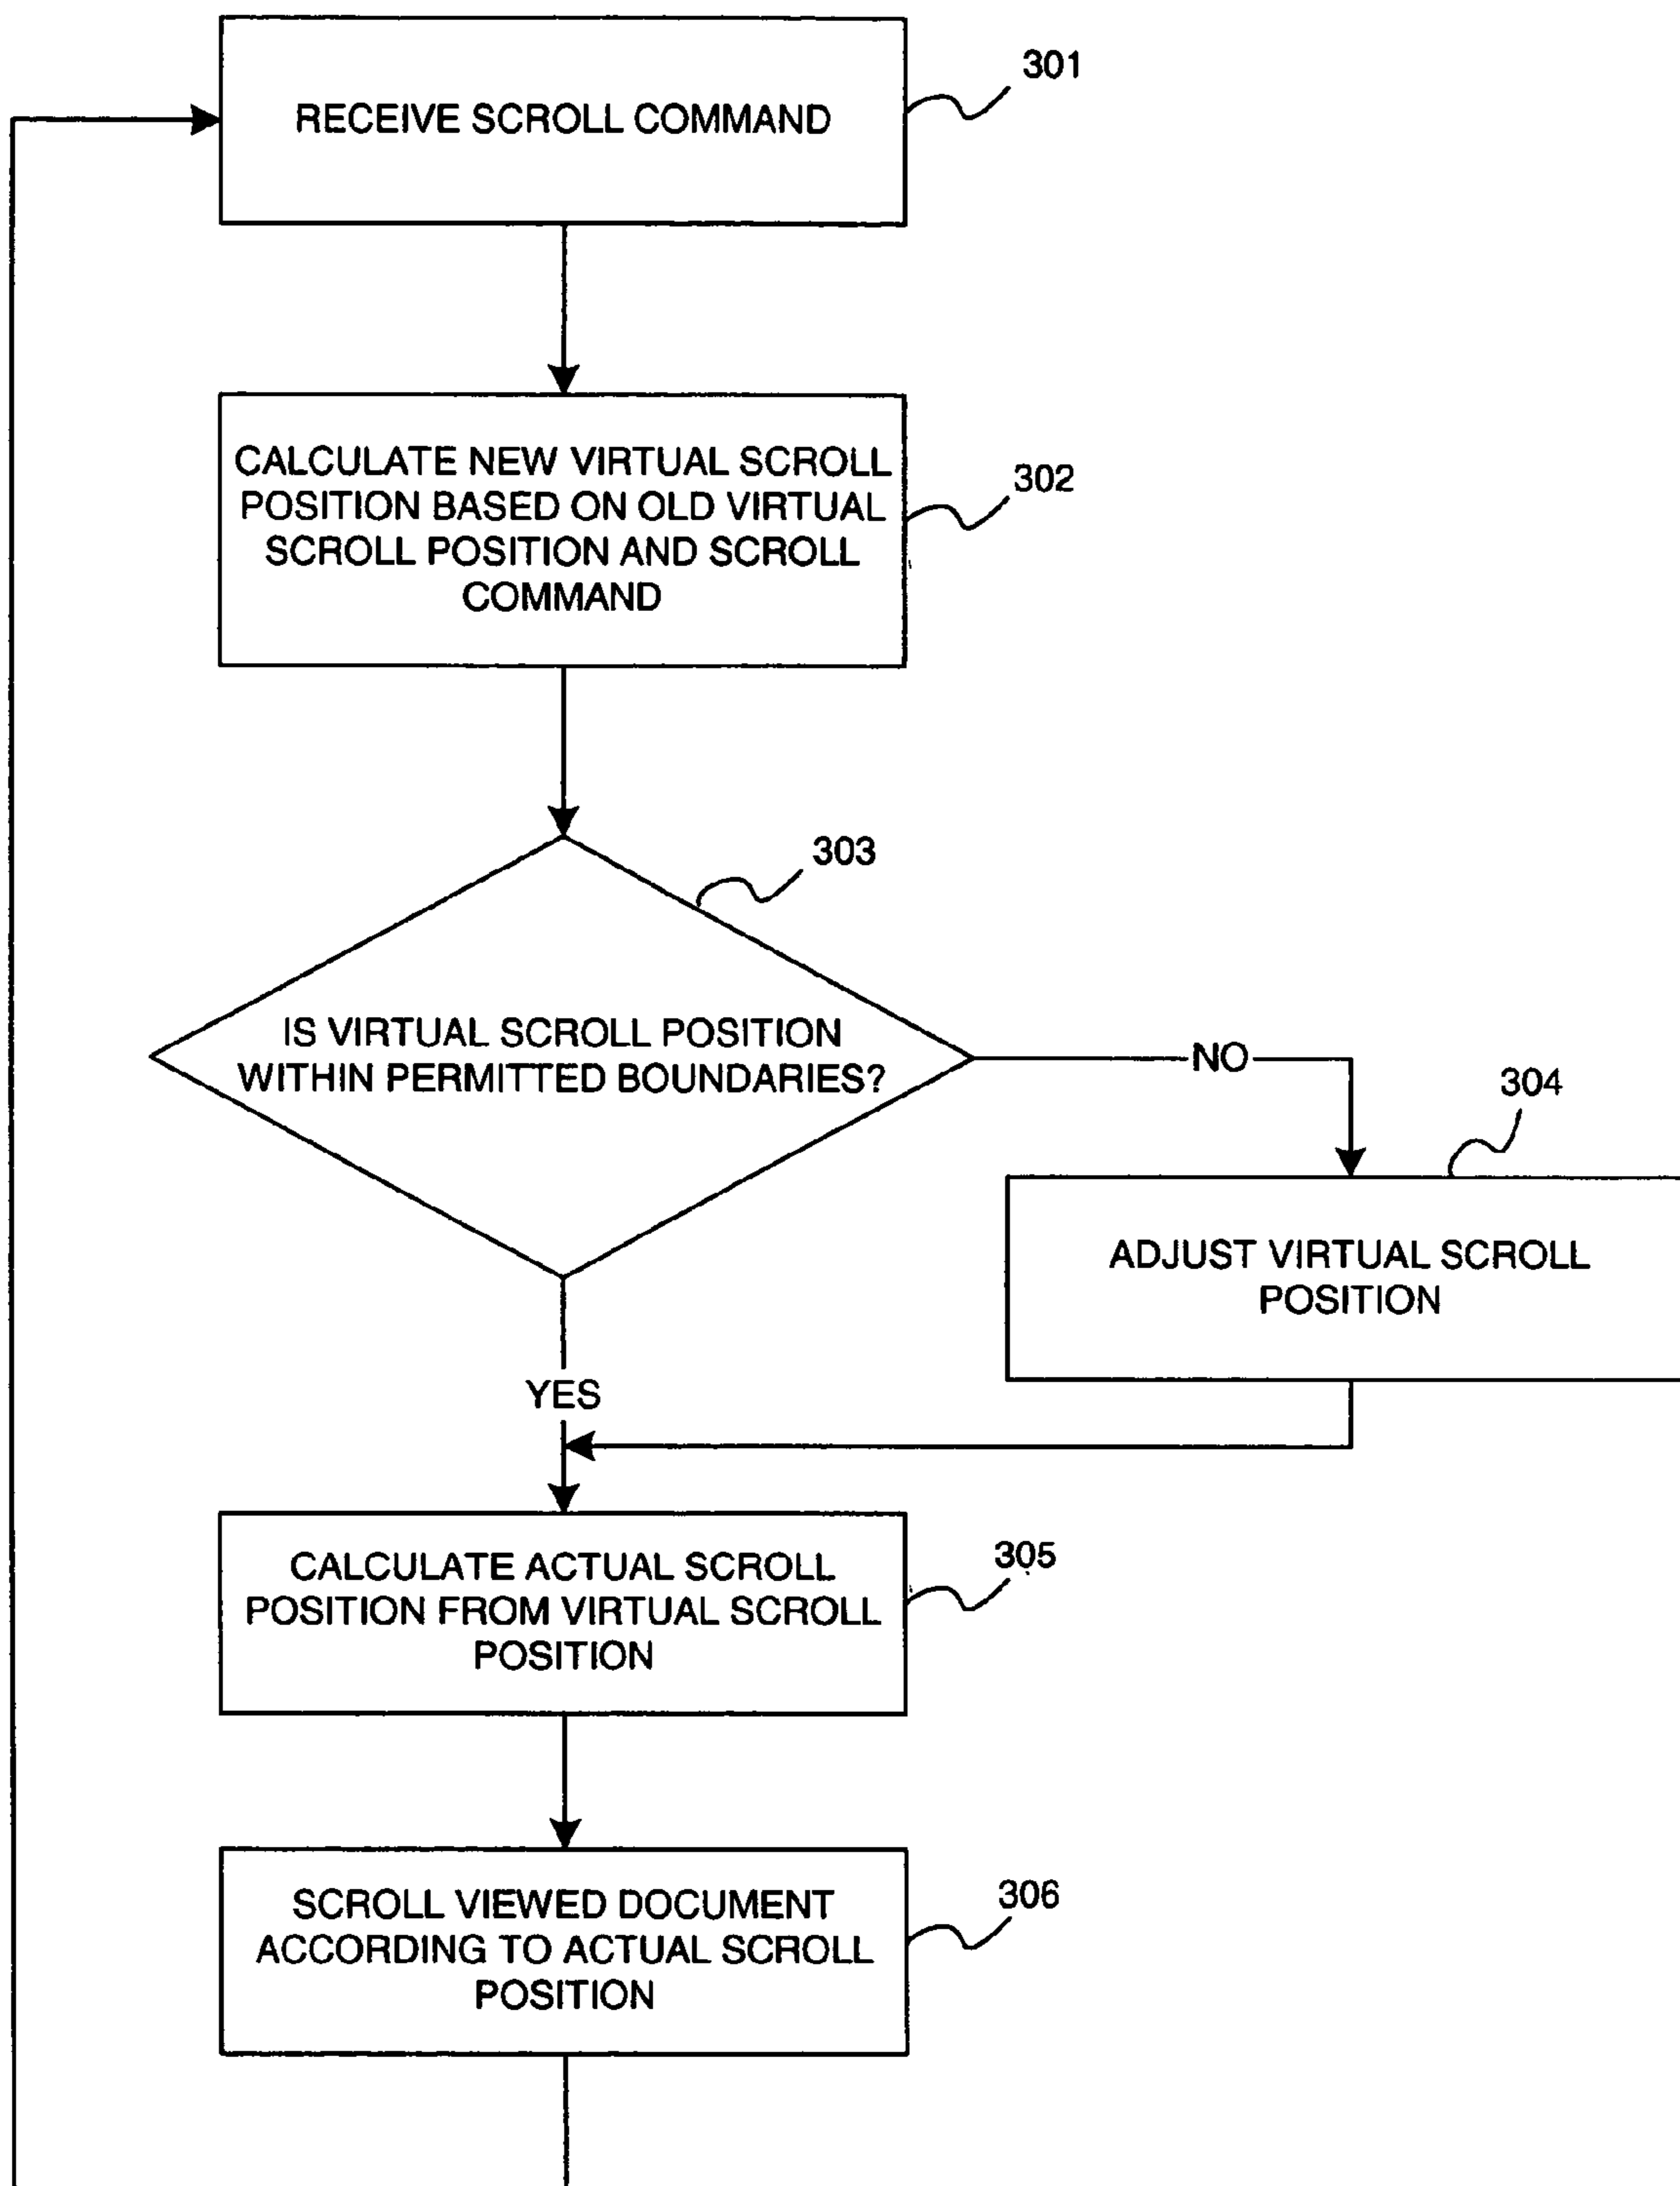 RECEIVE SCROLL COMMAND
301
CALCULATE NEW VIRTUAL SCROLL
POSITION BASED ON OLD VIRTUAL
SCROLL POSITION AND SCROLL
COMMAND
302
303
IS VIRTUAL SCROLL POSITION
WITHIN PERMITTED BOUNDARIES?
NO
304
ADJUST VIRTUAL SCROLL
POSITION
YES
CALCULATE ACTUAL SCROLL
POSITION FROM VIRTUAL SCROLL
POSITION
305
SCROLL VIEWED DOCUMENT
ACCORDING TO ACTUAL SCROLL
POSITION
306